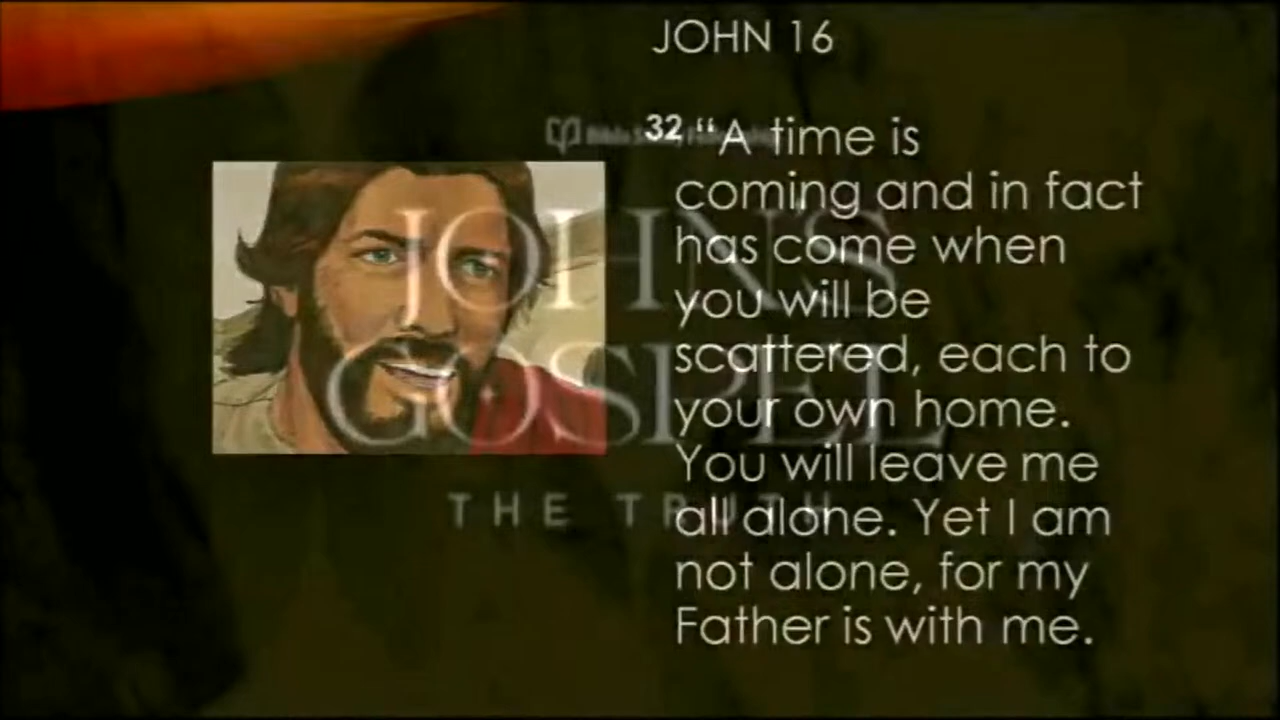 JOHN 16
32 “A time is
coming and in fact
has come when
you will be
scattered, each to
your own home.
You will leave me
all alone. Yet I am
not alone, for my
Father is with me.
JOHN'S
GOSPEL
THE TRUTH